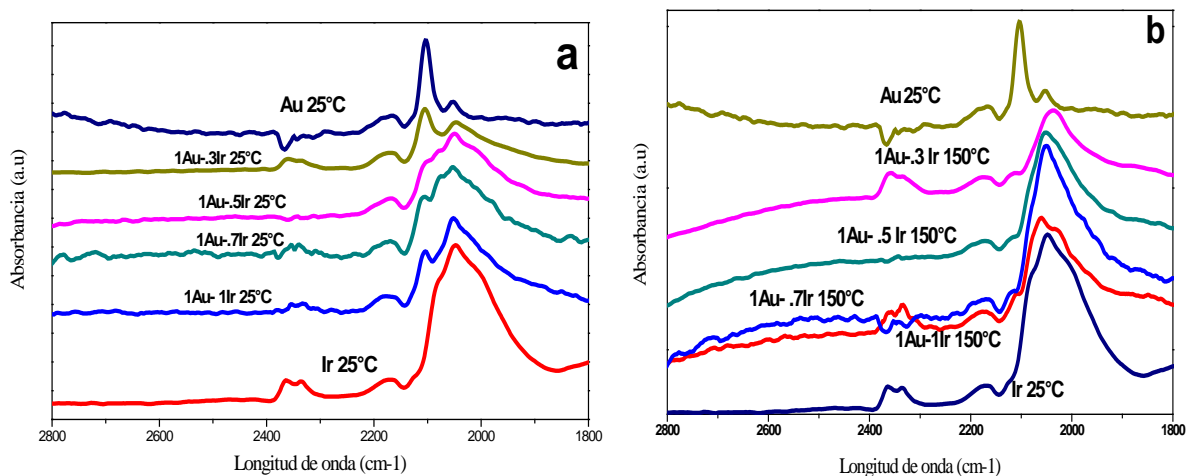 a
Au 25°C
1Au-.3Ir 25°C
1Au-.5Ir 25°C
1Au-.7Ir 25°C
1Au- 1Ir 25°C
Ir 25°C
Absorbancia (a.u)
2800 2600 2400 2200 2000 1800
Longitud de onda (cm-1)
b
Au 25°C
1Au-.3 Ir 150°C
1Au- .5 Ir 150°C
1Au- .7Ir 150°C
1Au-1Ir 150°C
Ir 25°C
Absorbancia (a.u)
2800 2600 2400 2200 2000 1800
Longitud de onda (cm-1)